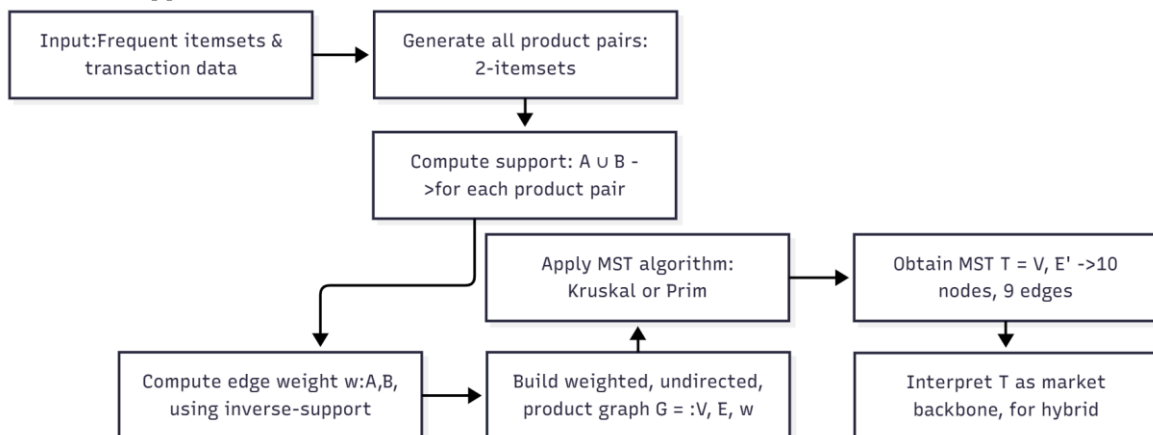 Input:Frequent itemsets &
transaction data
Generate all product pairs:
2-itemsets
Compute support: A ∪ B -
>for each product pair
Compute edge weight w:A,B,
using inverse-support
Build weighted, undirected,
product graph G = :V, E, w
Apply MST algorithm:
Kruskal or Prim
Obtain MST T = V, E' ->10
nodes, 9 edges
Interpret T as market
backbone, for hybrid